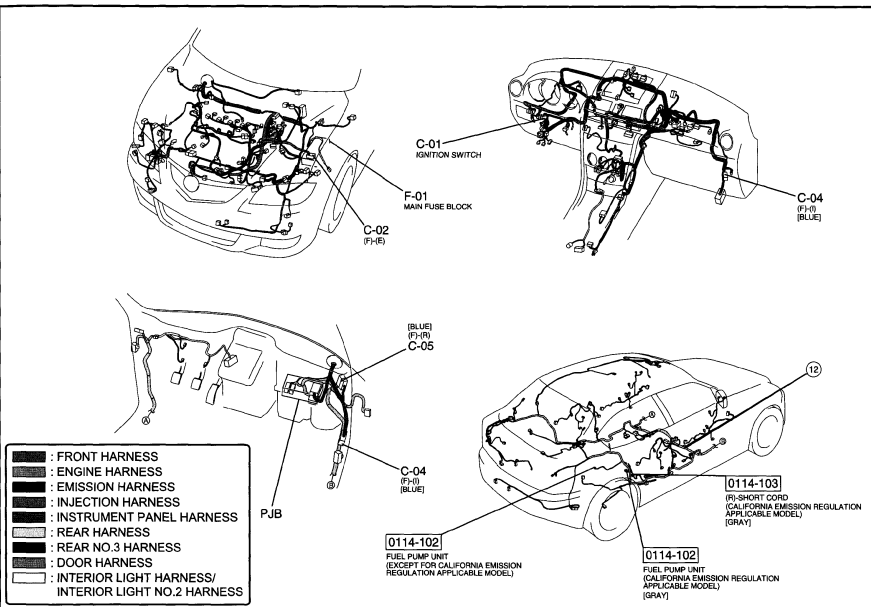 C-01
IGNITION SWITCH
F-01
MAIN FUSE BLOCK
C-02
(F)-(E)
C-04
(F)-(I)
[BLUE]
[BLUE]
(F)-(R)
C-05
A
C-04
(F)-(I)
[BLUE]
B
PJB
12
A
B
0114-103
(R)-SHORT CORD
(CALIFORNIA EMISSION REGULATION
APPLICABLE MODEL)
[GRAY]
0114-102
FUEL PUMP UNIT
(EXCEPT FOR CALIFORNIA EMISSION
REGULATION APPLICABLE MODEL)
0114-102
FUEL PUMP UNIT
(CALIFORNIA EMISSION REGULATION
APPLICABLE MODEL)
[GRAY]
: FRONT HARNESS
: ENGINE HARNESS
: EMISSION HARNESS
: INJECTION HARNESS
: INSTRUMENT PANEL HARNESS
: REAR HARNESS
: REAR NO.3 HARNESS
: DOOR HARNESS
: INTERIOR LIGHT HARNESS/
INTERIOR LIGHT NO.2 HARNESS